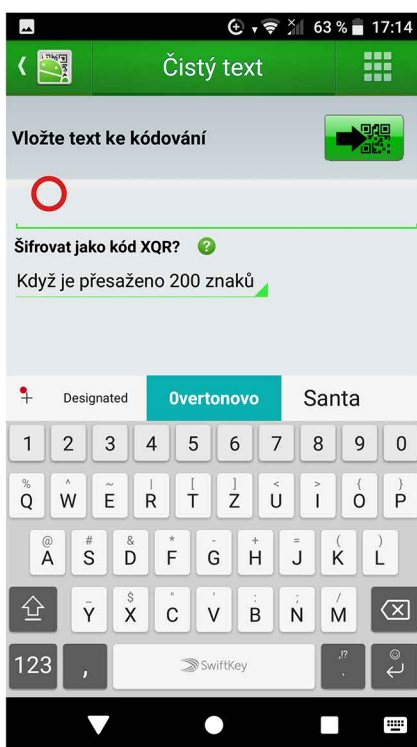 63 % 17:14
Čistý text
Vložte text ke kódování
Šifrovat jako kód XQR? ?
Když je přesaženo 200 znaků
+ Designated 0vertonovo Santa
1 2 3 4 5 6 7 8 9 0
% ^ ~ | [ ] < > { }
Q W E R T Z U I O P
@ # & * - + = ( )
A S D F G H J K L
_ $ " ' : ; /
Y X C V B N M
123 , SwiftKey ,!? .